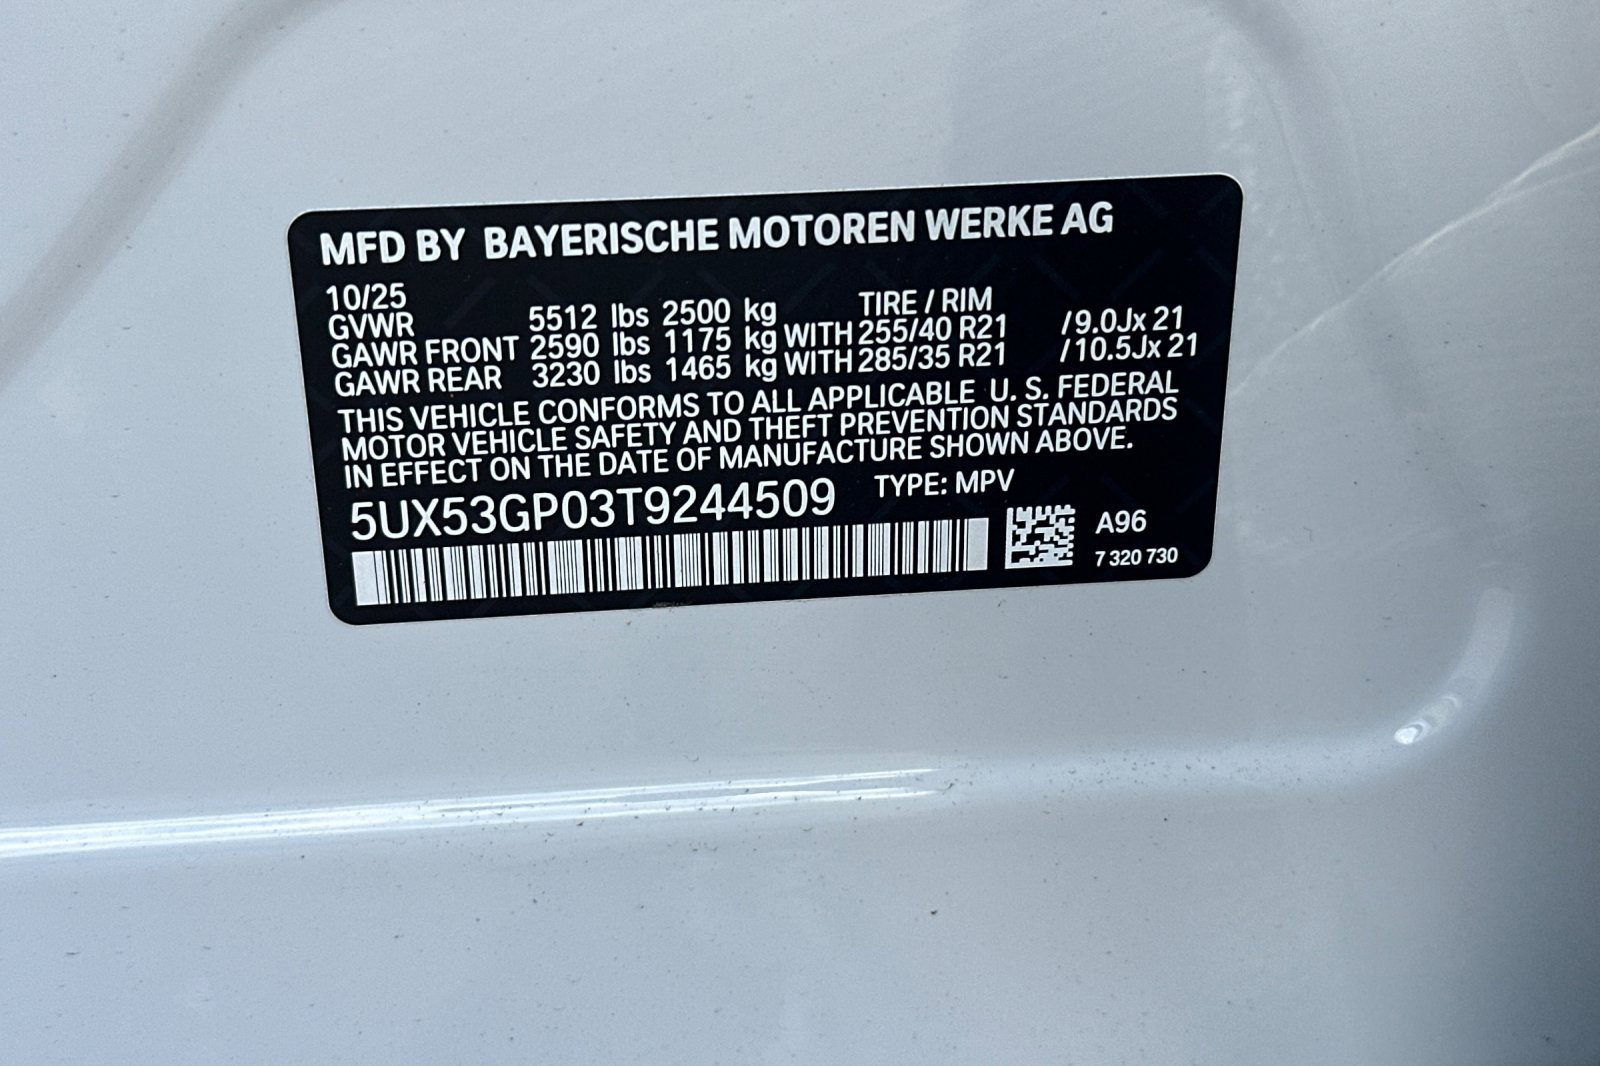 MFD BY BAYERISCHE MOTOREN WERKE AG
10/25 TIRE / RIM
GVWR 5512 lbs 2500 kg
GAWR FRONT 2590 lbs 1175 kg WITH 255/40 R21 /9.0Jx 21
GAWR REAR 3230 lbs 1465 kg WITH 285/35 R21 /10.5Jx 21
THIS VEHICLE CONFORMS TO ALL APPLICABLE U. S. FEDERAL
MOTOR VEHICLE SAFETY AND THEFT PREVENTION STANDARDS
IN EFFECT ON THE DATE OF MANUFACTURE SHOWN ABOVE.
5UX53GP03T9244509 TYPE: MPV
A96
7 320 730